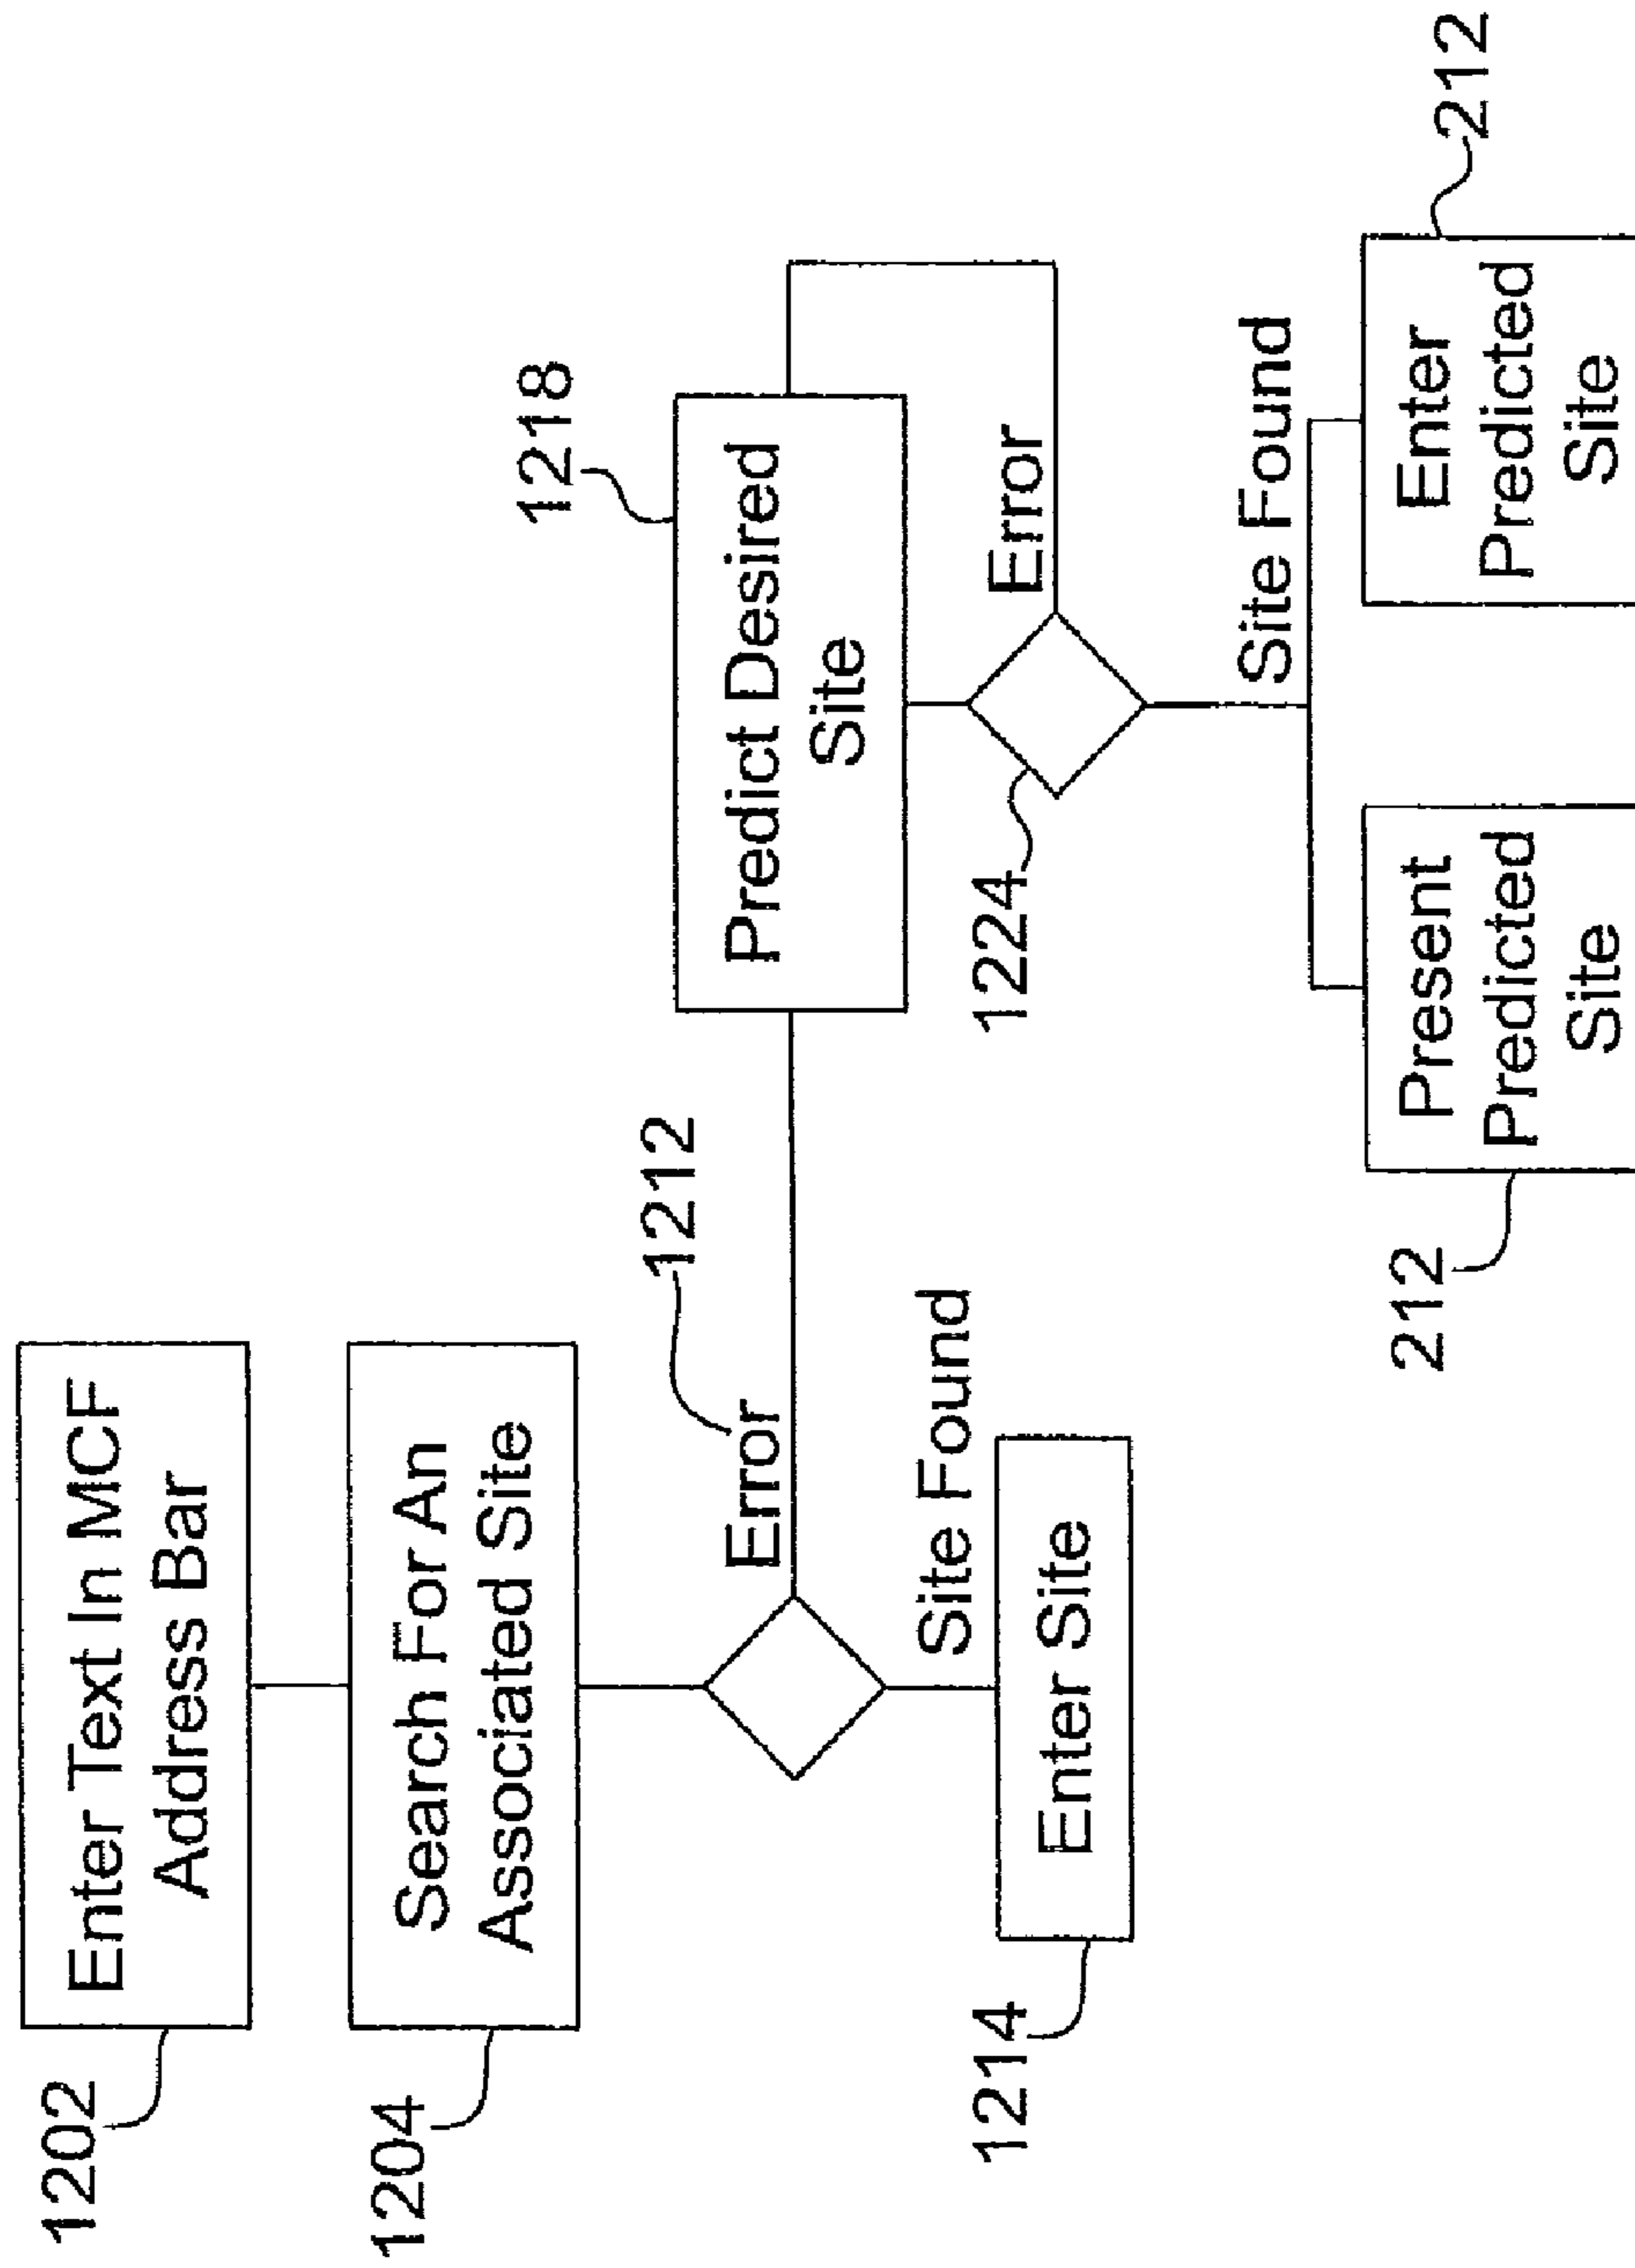 1202
Enter Text In MCF
Address Bar
1204
Search For An
Associated Site
Error
1212
Site Found
1214
Enter Site
1218
Predict Desired
Site
1224
Error
Site Found
212
Present
Predicted
Site
212
Enter
Predicted
Site